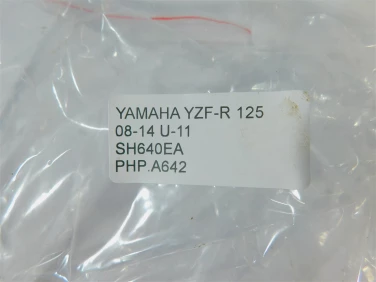 YAMAHA YZF-R 125
08-14 U-11
SH640EA
PHP.A642